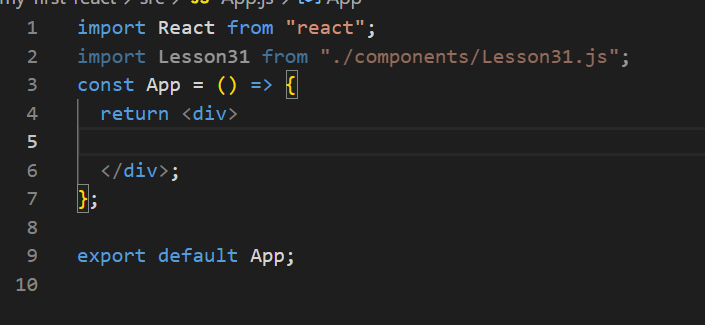 my-first-react > src > JS App.js > App
1 import React from "react";
2 import Lesson31 from "./components/Lesson31.js";
3 const App = () => {
4   return <div>
5
6   </div>;
7 };
8
9 export default App;
10